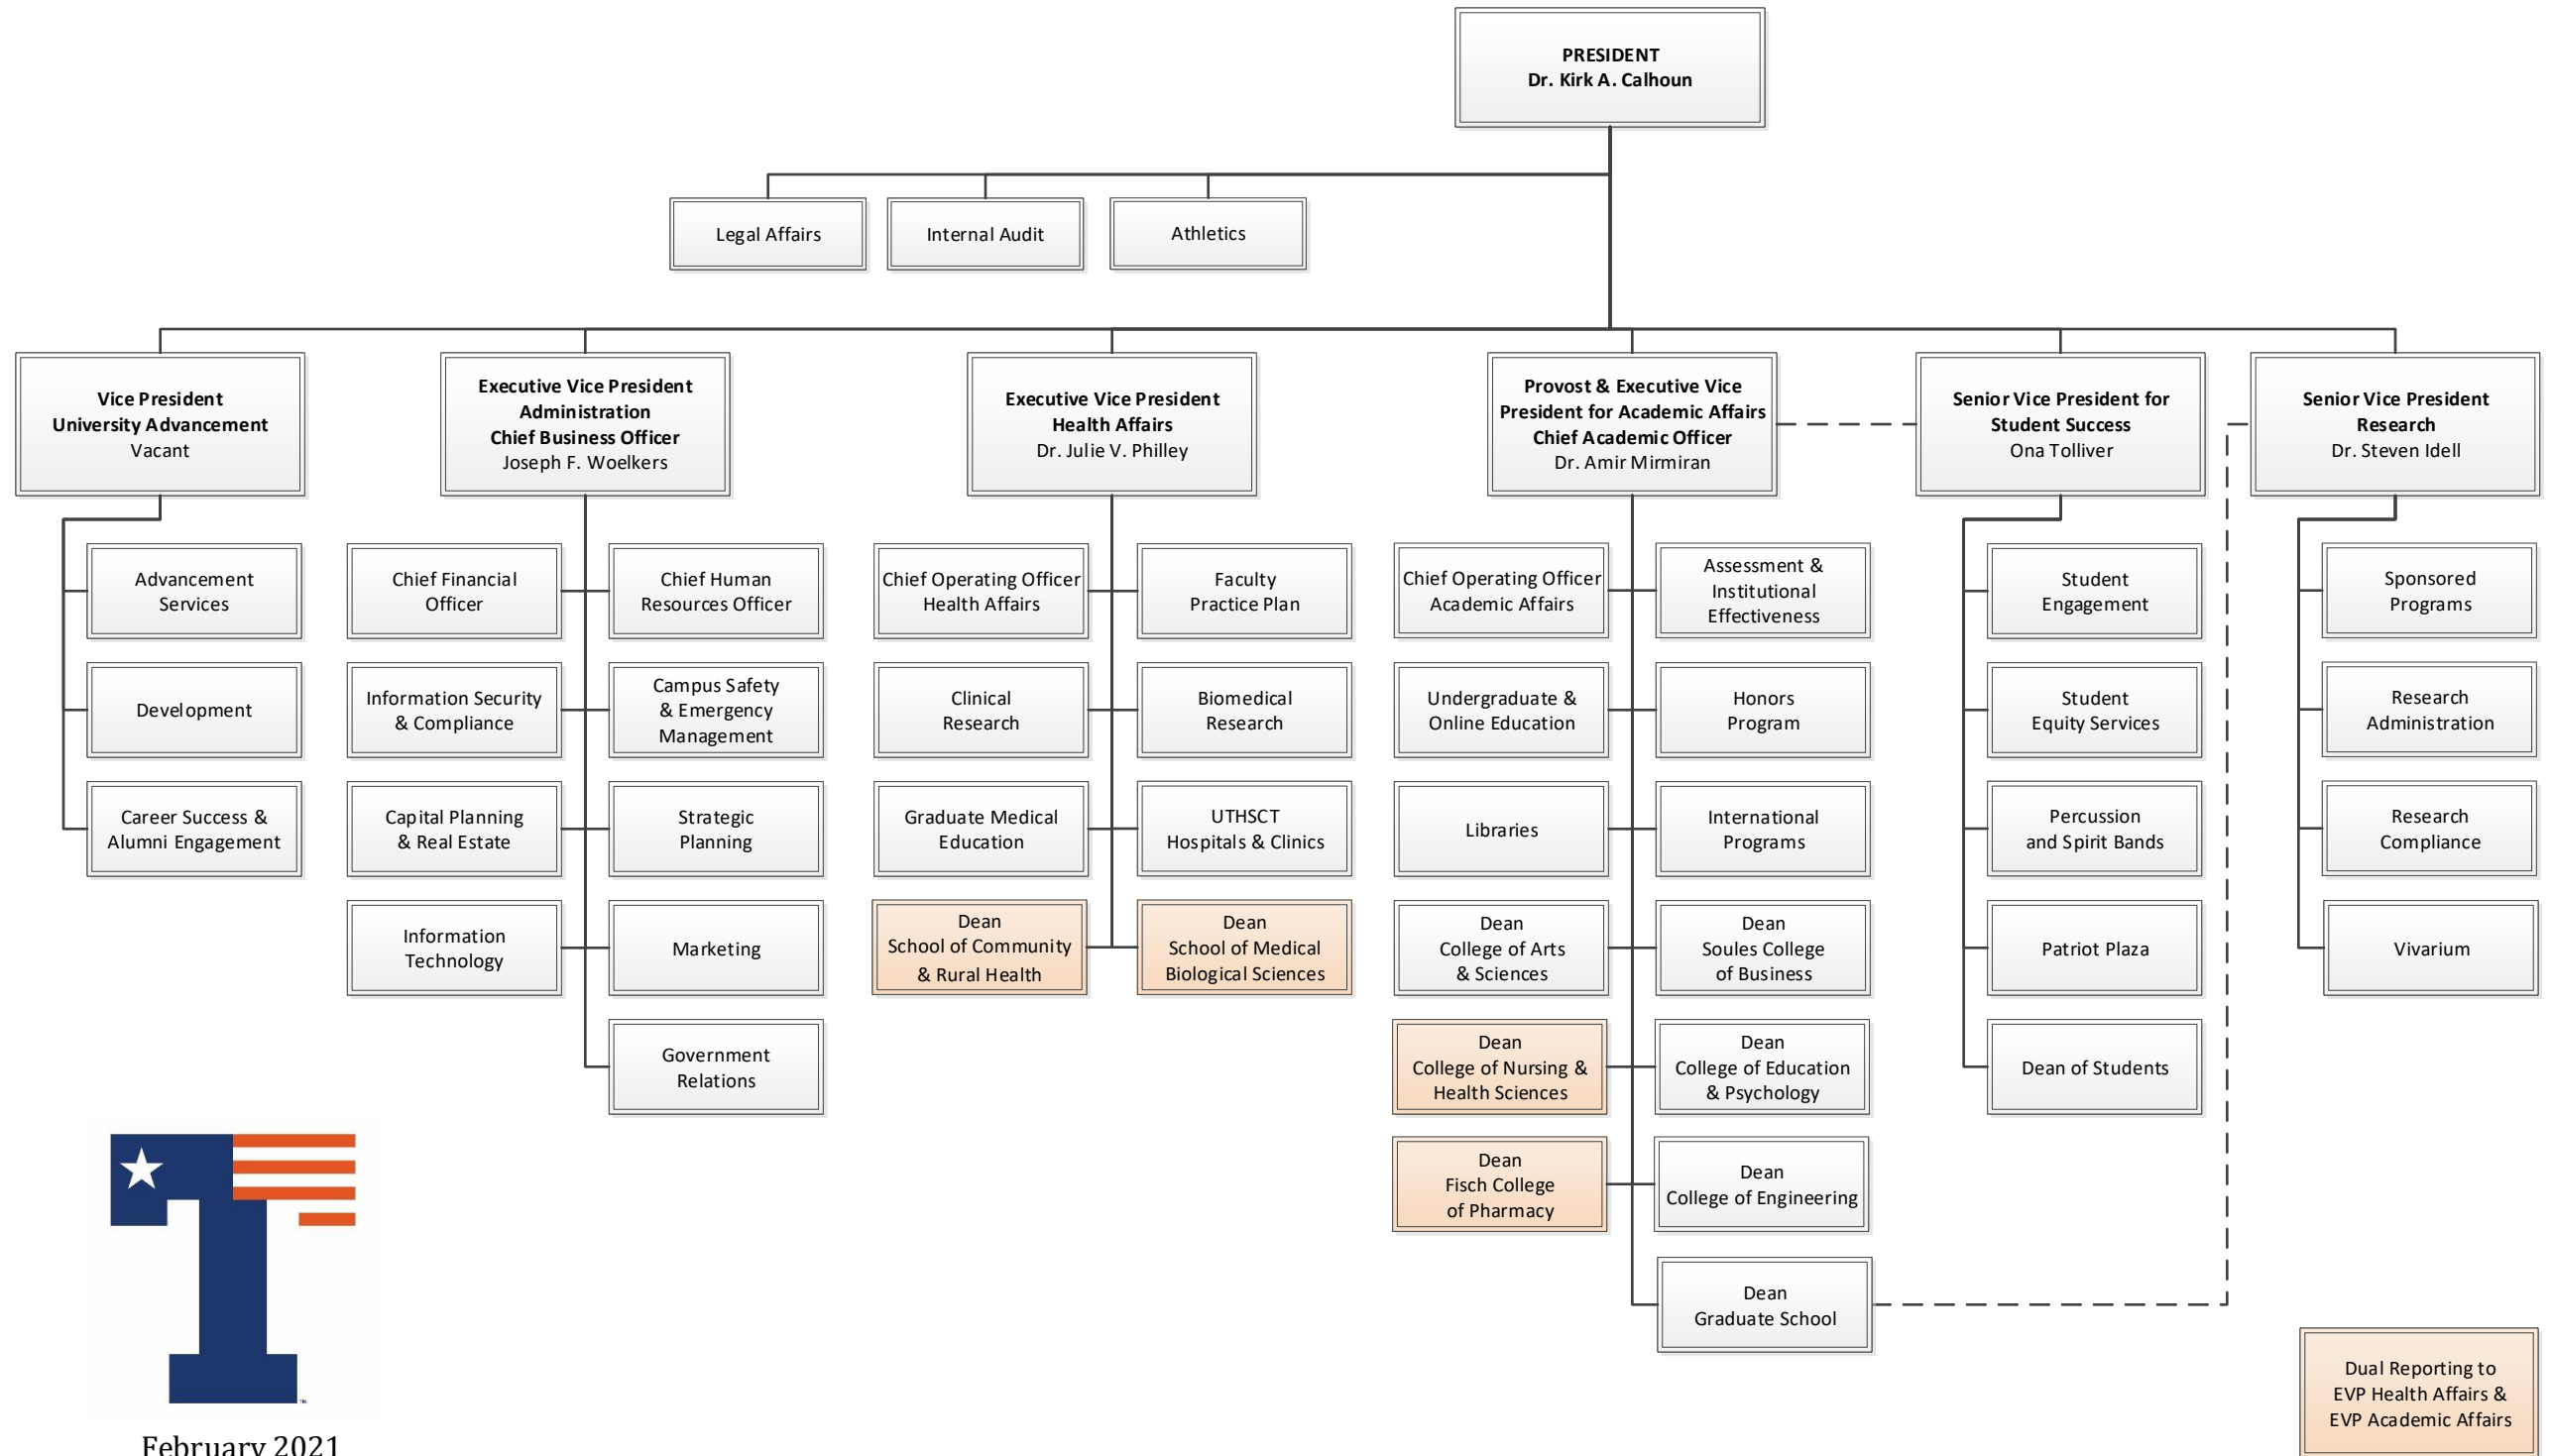 PRESIDENT
Dr. Kirk A. Calhoun
Legal Affairs
Internal Audit
Athletics
Vice President
University Advancement
Vacant
Executive Vice President
Administration
Chief Business Officer
Joseph F. Woelkers
Executive Vice President
Health Affairs
Dr. Julie V. Philley
Provost & Executive Vice
President for Academic Affairs
Chief Academic Officer
Dr. Amir Mirmiran
Senior Vice President for
Student Success
Ona Tolliver
Senior Vice President
Research
Dr. Steven Idell
Advancement
Services
Development
Career Success &
Alumni Engagement
Chief Financial
Officer
Chief Human
Resources Officer
Information Security
& Compliance
Campus Safety
& Emergency
Management
Capital Planning
& Real Estate
Strategic
Planning
Information
Technology
Marketing
Government
Relations
Chief Operating Officer
Health Affairs
Faculty
Practice Plan
Clinical
Research
Biomedical
Research
Graduate Medical
Education
UTHSCT
Hospitals & Clinics
Dean
School of Community
& Rural Health
Dean
School of Medical
Biological Sciences
Chief Operating Officer
Academic Affairs
Assessment &
Institutional
Effectiveness
Undergraduate &
Online Education
Honors
Program
Libraries
International
Programs
Dean
College of Arts
& Sciences
Dean
Soules College
of Business
Dean
College of Nursing &
Health Sciences
Dean
College of Education
& Psychology
Dean
Fisch College
of Pharmacy
Dean
College of Engineering
Dean
Graduate School
Student
Engagement
Student
Equity Services
Percussion
and Spirit Bands
Patriot Plaza
Dean of Students
Sponsored
Programs
Research
Administration
Research
Compliance
Vivarium
Dual Reporting to
EVP Health Affairs &
EVP Academic Affairs
February 2021